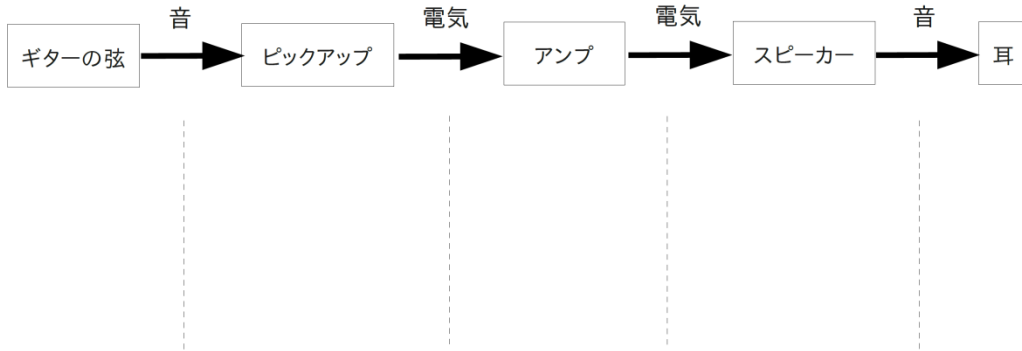 音
電気
電気
音
ギターの弦
ピックアップ
アンプ
スピーカー
耳